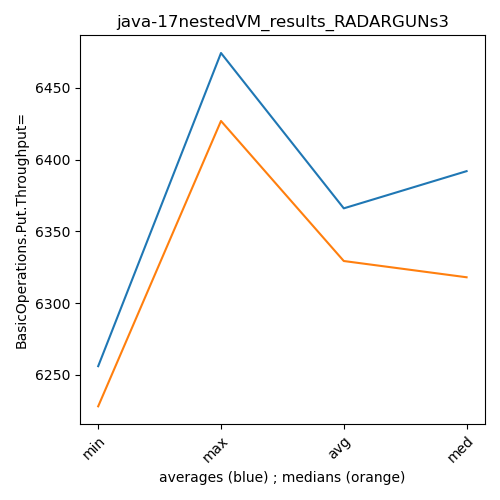 java-17nestedVM_results_RADARGUNs3
BasicOperations.Put.Throughput=
6450
6400
6350
6300
6250
min
max
avg
med
averages (blue) ; medians (orange)